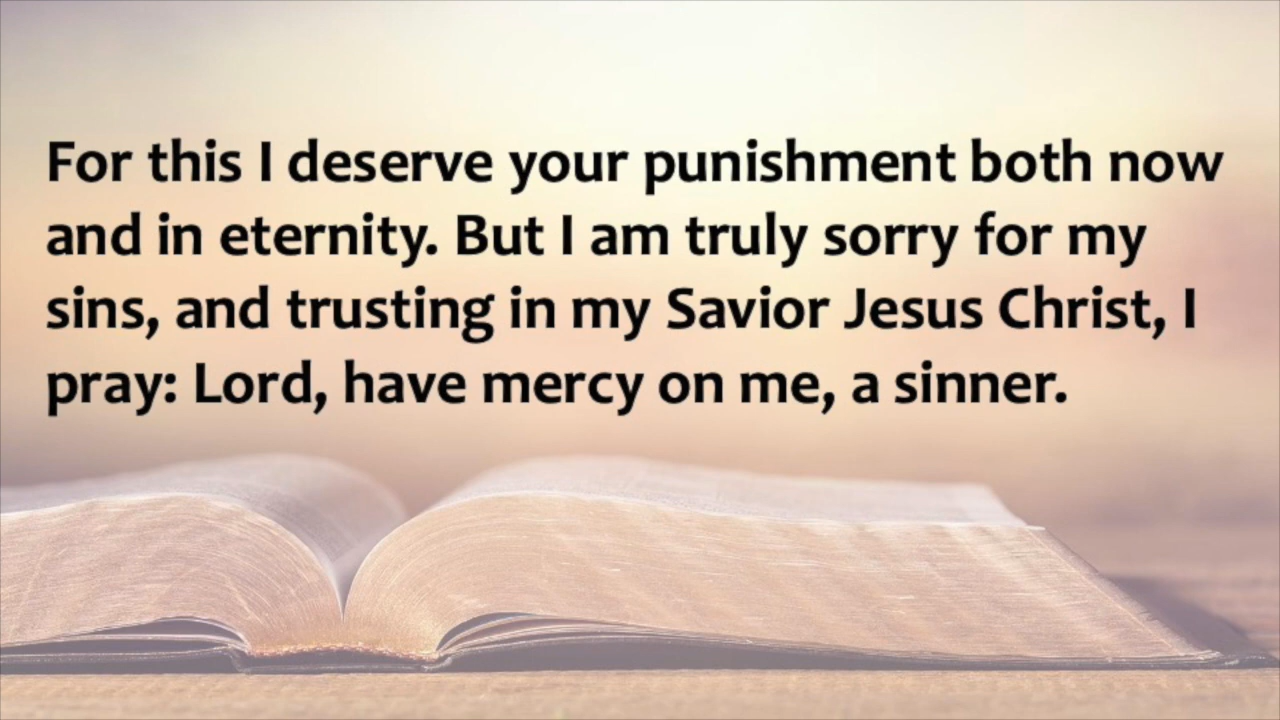 For this I deserve your punishment both now
and in eternity. But I am truly sorry for my
sins, and trusting in my Savior Jesus Christ, I
pray: Lord, have mercy on me, a sinner.